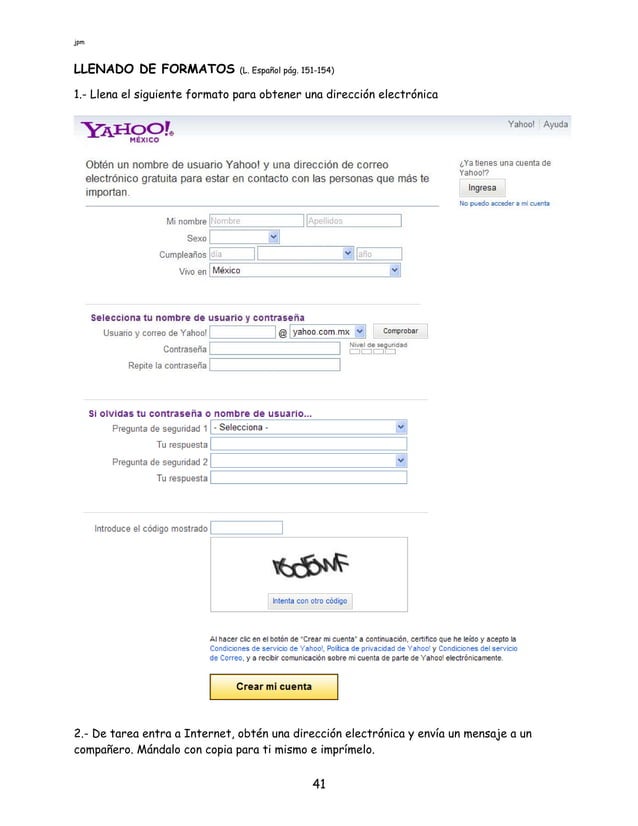 jpm
LLENADO DE FORMATOS (L. Español pág. 151-154)
1.- Llena el siguiente formato para obtener una dirección electrónica
YAHOO!®
MÉXICO
Yahoo! Ayuda
Obtén un nombre de usuario Yahoo! y una dirección de correo
electrónico gratuita para estar en contacto con las personas que más te
importan.
¿Ya tienes una cuenta de
Yahoo!?
Ingresa
No puedo acceder a mi cuenta
Mi nombre Nombre Apellidos
Sexo
Cumpleaños día año
Vivo en México
Selecciona tu nombre de usuario y contraseña
Usuario y correo de Yahoo! @ yahoo.com.mx Comprobar
Contraseña Nivel de seguridad
Repite la contraseña
Si olvidas tu contraseña o nombre de usuario...
Pregunta de seguridad 1 - Selecciona -
Tu respuesta
Pregunta de seguridad 2
Tu respuesta
Introduce el código mostrado
Intenta con otro código
Al hacer clic en el botón de "Crear mi cuenta" a continuación, certifico que he leído y acepto la
Condiciones de servicio de Yahoo!, Política de privacidad de Yahoo! y Condiciones del servicio
de Correo, y a recibir comunicación sobre mi cuenta de parte de Yahoo! electrónicamente.
Crear mi cuenta
2.- De tarea entra a Internet, obtén una dirección electrónica y envía un mensaje a un
compañero. Mándalo con copia para ti mismo e imprímelo.
41